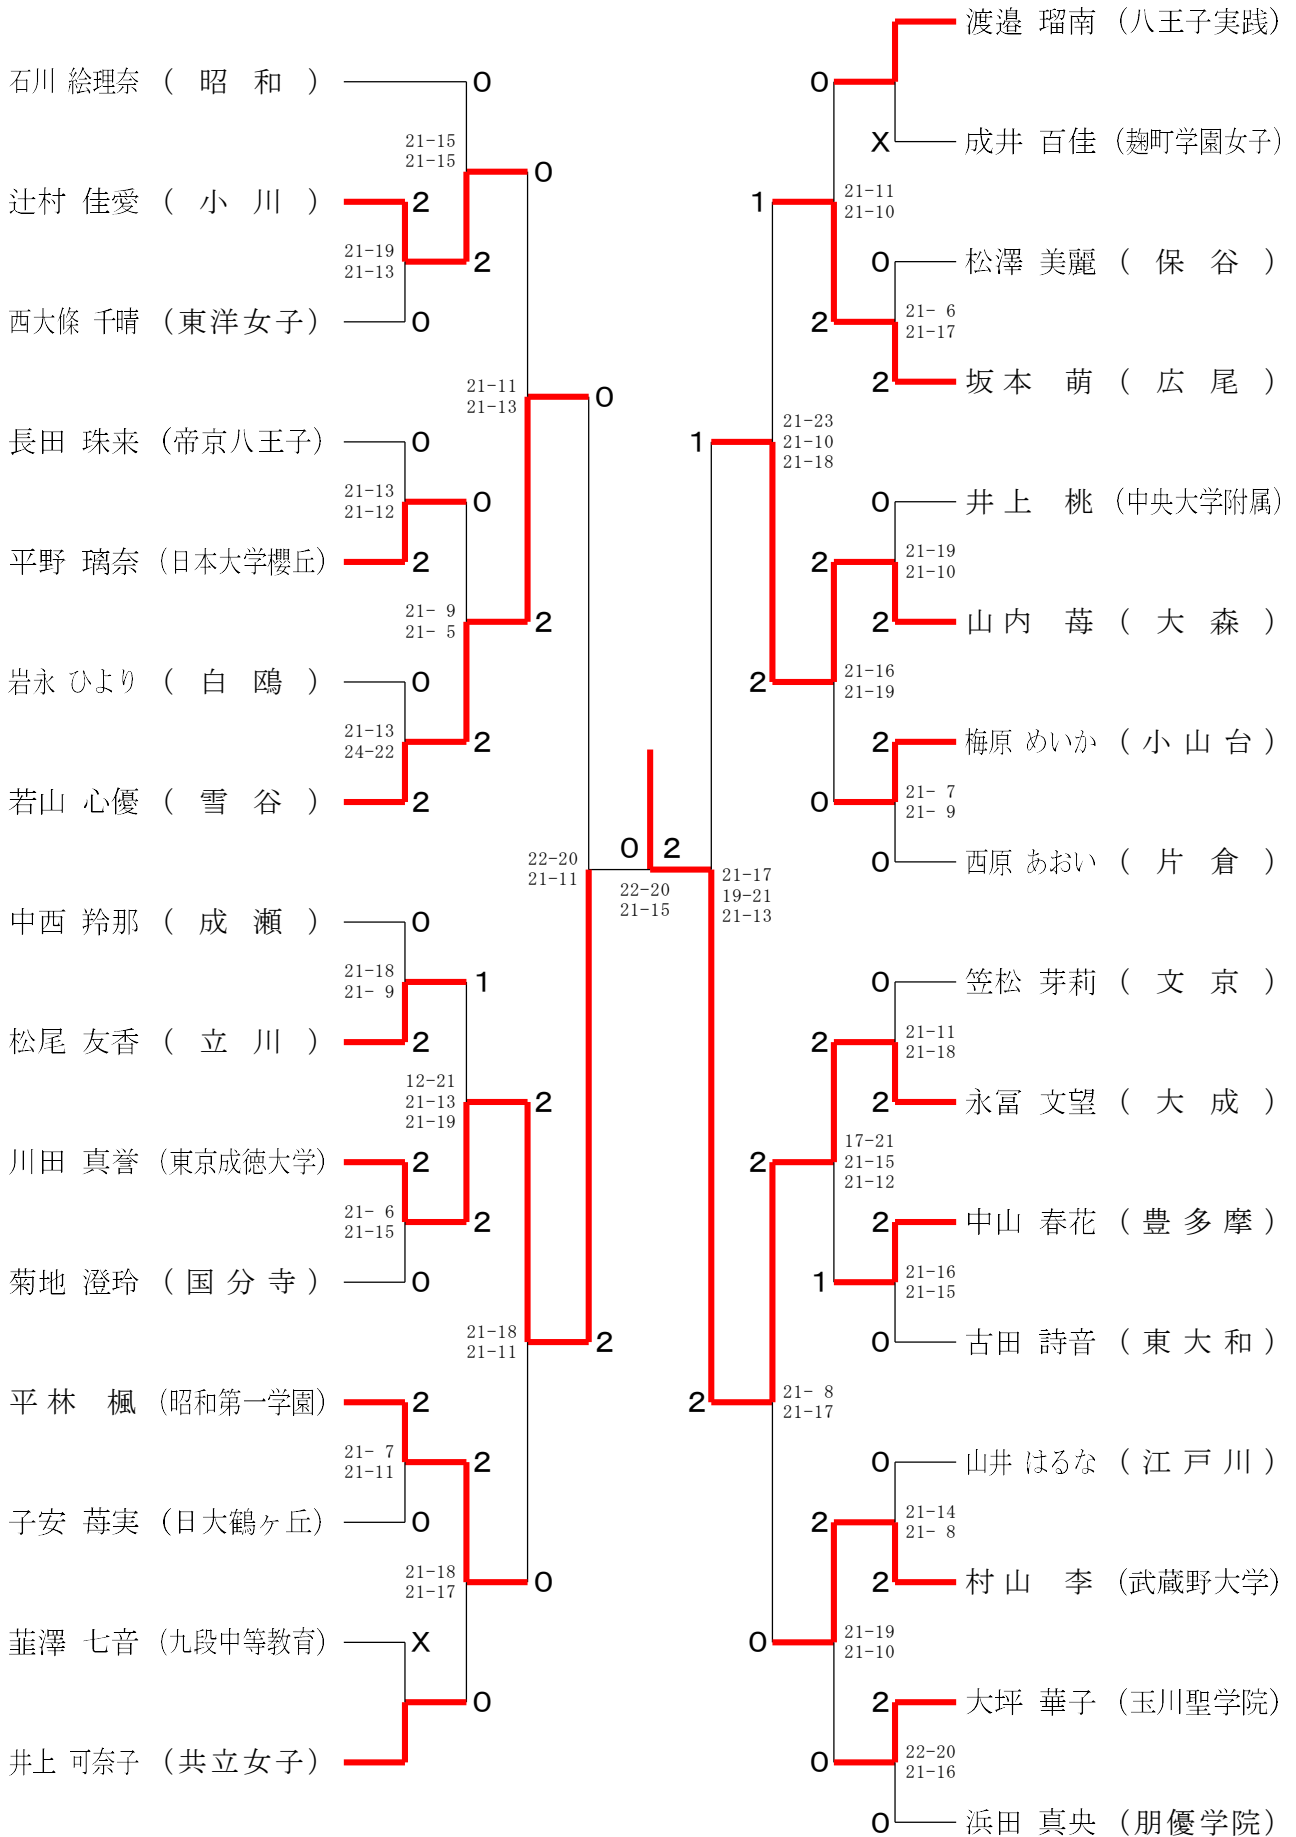 石川 絵理奈 ( 昭 和 ) 0
21-15
21-15
0
辻村 佳愛 ( 小 川 ) 2
21-19
21-13
2
西大條 千晴 (東洋女子) 0
21-11
21-13
0
長田 珠来 (帝京八王子) 0
21-13
21-12
0
平野 璃奈 (日本大学櫻丘) 2
21- 9
21- 5
2
岩永 ひより ( 白 鴎 ) 0
21-13
24-22
2
若山 心優 ( 雪 谷 ) 2
22-20
21-11
中西 羚那 ( 成 瀬 ) 0
21-18
21- 9
1
松尾 友香 ( 立 川 ) 2
12-21
21-13
21-19
2
川田 真誉 (東京成徳大学) 2
21- 6
21-15
2
菊地 澄玲 ( 国 分 寺 ) 0
21-18
21-11
2
平 林 楓 (昭和第一学園) 2
21- 7
21-11
2
子安 苺実 (日大鶴ヶ丘) 0
21-18
21-17
0
韮澤 七音 (九段中等教育) X
0
井上 可奈子 (共立女子)
0 2
22-20
21-15
渡邉 瑠南 (八王子実践)
0
X 成井 百佳 (麹町学園女子)
1
21-11
21-10
0 松澤 美麗 ( 保 谷 )
2
21- 6
21-17
2 坂 本 萌 ( 広 尾 )
1
21-23
21-10
21-18
0 井 上 桃 (中央大学附属)
2
21-19
21-10
2 山 内 苺 ( 大 森 )
2
21-16
21-19
2 梅原 めいか ( 小 山 台 )
0
21- 7
21- 9
0 西原 あおい ( 片 倉 )
21-17
19-21
21-13
0 笠松 芽莉 ( 文 京 )
2
21-11
21-18
2 永冨 文望 ( 大 成 )
2
17-21
21-15
21-12
2 中山 春花 ( 豊 多 摩 )
1
21-16
21-15
0 古田 詩音 ( 東 大 和 )
2
21- 8
21-17
0 山井 はるな ( 江 戸 川 )
2
21-14
21- 8
2 村 山 李 (武蔵野大学)
0
21-19
21-10
2 大坪 華子 (玉川聖学院)
0
22-20
21-16
0 浜田 真央 (朋優学院)